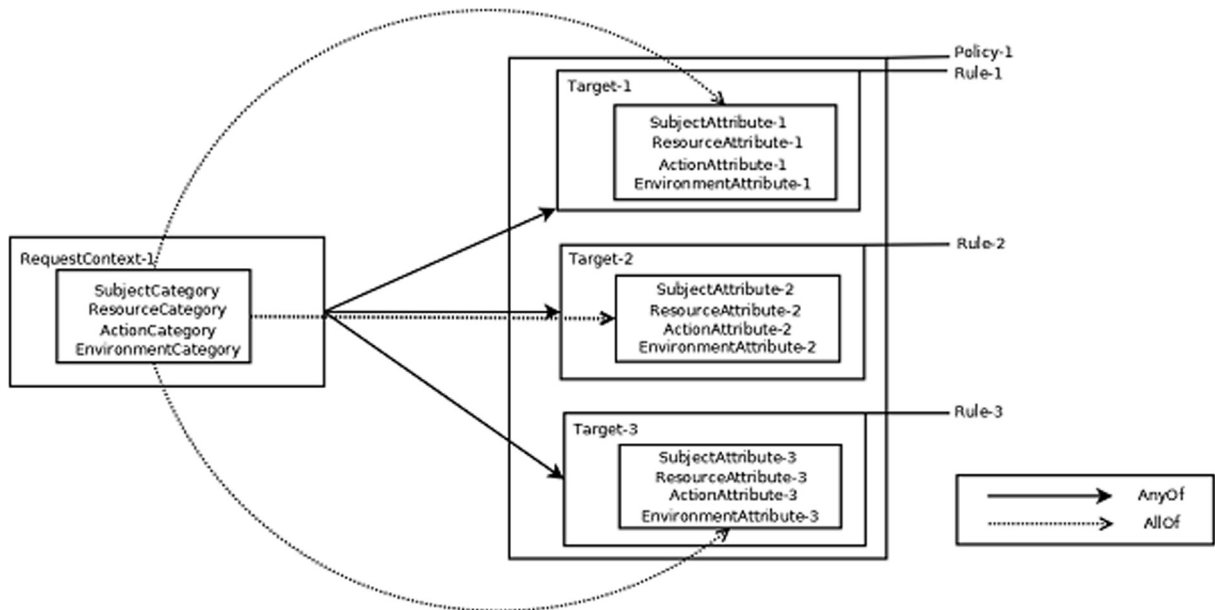 Policy-1
Rule-1
Target-1
SubjectAttribute-1
ResourceAttribute-1
ActionAttribute-1
EnvironmentAttribute-1
RequestContext-1
SubjectCategory
ResourceCategory
ActionCategory
EnvironmentCategory
Rule-2
Target-2
SubjectAttribute-2
ResourceAttribute-2
ActionAttribute-2
EnvironmentAttribute-2
Rule-3
Target-3
SubjectAttribute-3
ResourceAttribute-3
ActionAttribute-3
EnvironmentAttribute-3
AnyOf
AllOf